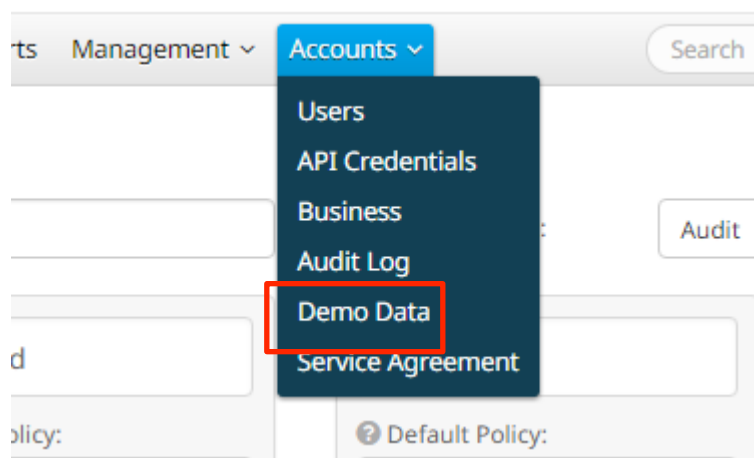 rts Management Accounts Search
Users
API Credentials
Business
: Audit
Audit Log
Demo Data
d Service Agreement
olicy: Default Policy: